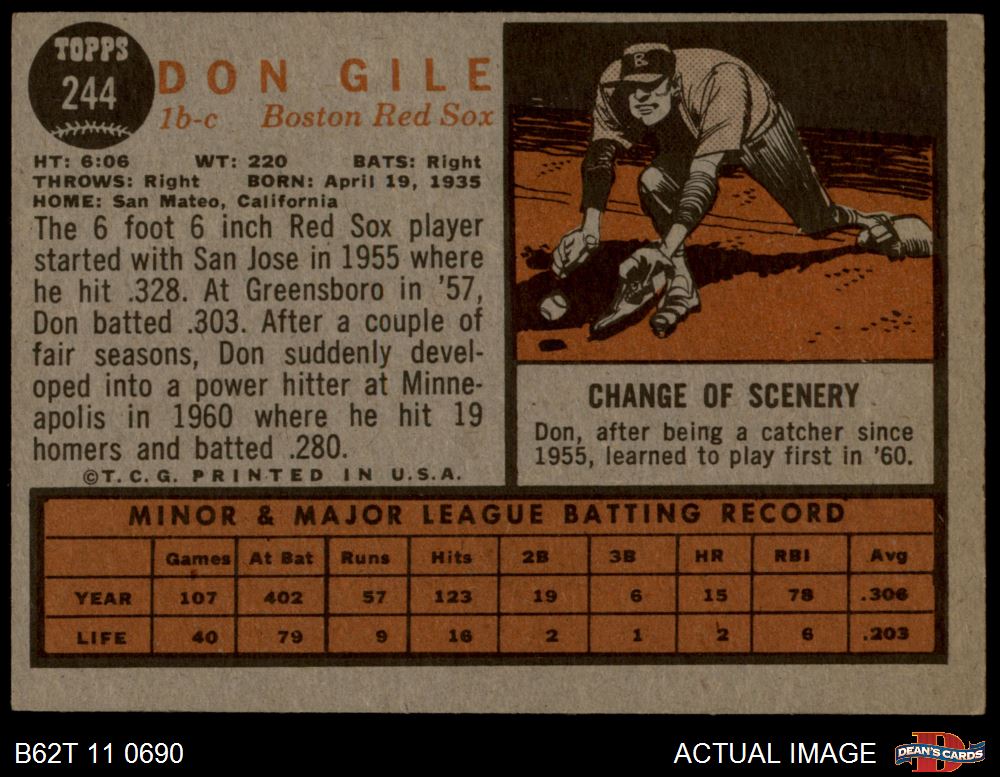 TOPPS
244
DON GILE
1b-c Boston Red Sox
HT: 6:06 WT: 220 BATS: Right
THROWS: Right BORN: April 19, 1935
HOME: San Mateo, California
The 6 foot 6 inch Red Sox player
started with San Jose in 1955 where
he hit .328. At Greensboro in '57,
Don batted .303. After a couple of
fair seasons, Don suddenly devel-
oped into a power hitter at Minne-
apolis in 1960 where he hit 19
homers and batted .280.
©T.C.G. PRINTED IN U.S.A.
B
CHANGE OF SCENERY
Don, after being a catcher since
1955, learned to play first in '60.
MINOR & MAJOR LEAGUE BATTING RECORD
Games At Bat Runs Hits 2B 3B HR RBI Avg
YEAR 107 402 57 123 19 6 15 78 .306
LIFE 40 79 9 16 2 1 2 6 .203
B62T 11 0690
ACTUAL IMAGE
D
DEAN'S CARDS